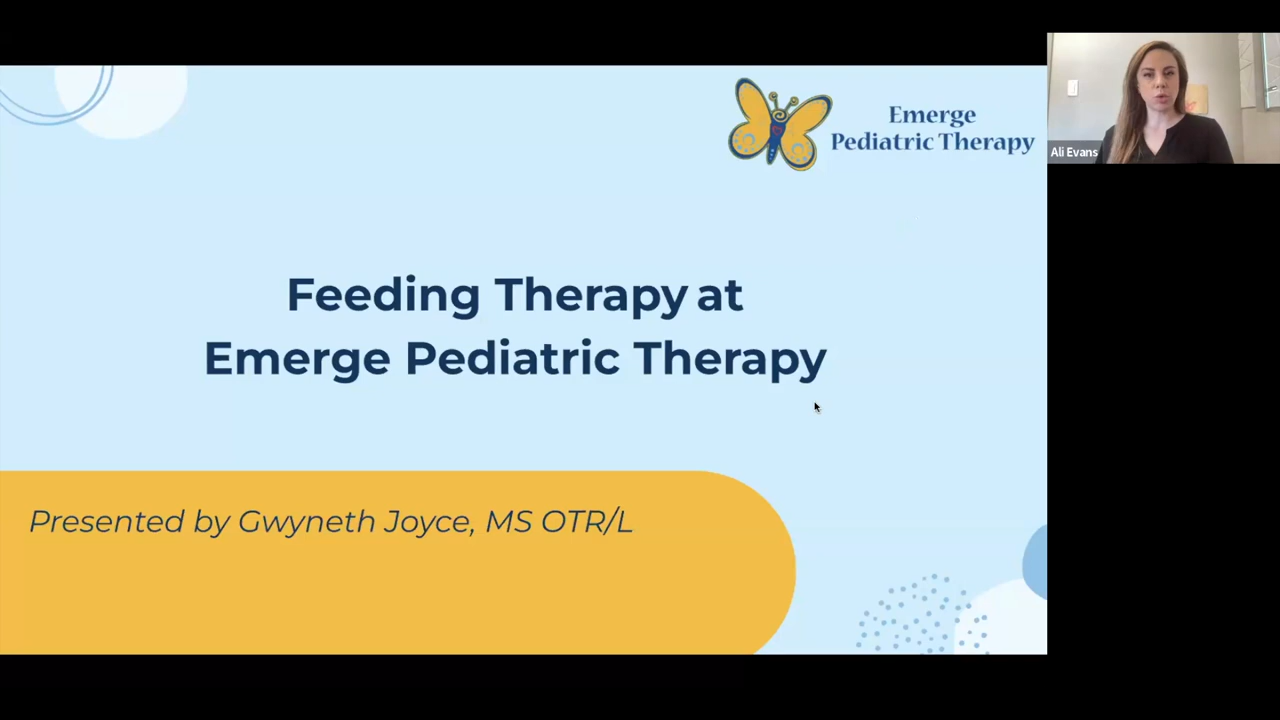 Emerge
Pediatric Therapy
Ali Evans
Feeding Therapy at
Emerge Pediatric Therapy
Presented by Gwyneth Joyce, MS OTR/L